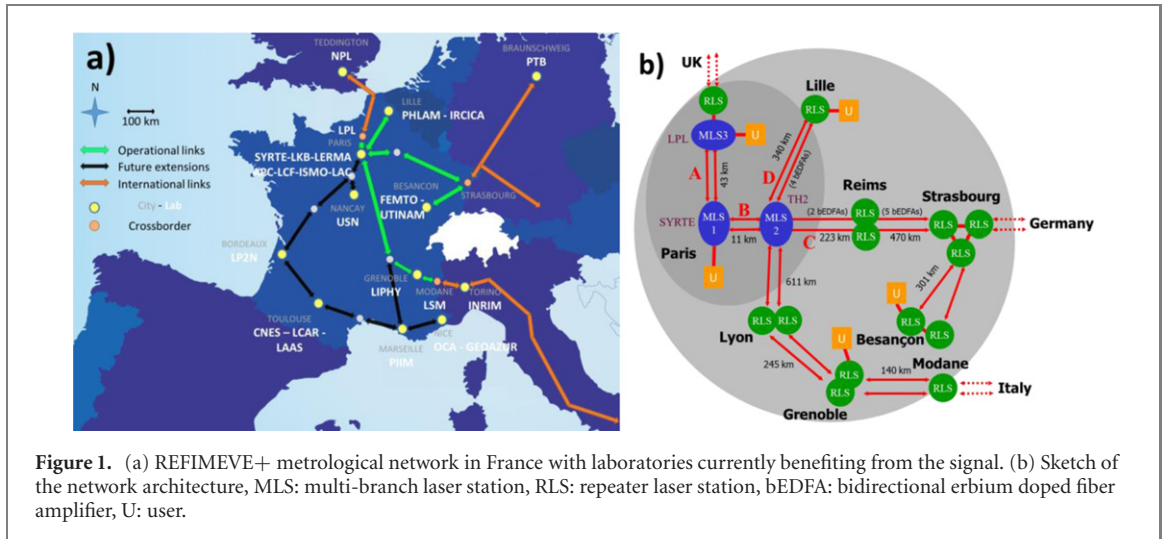 a)
N
100 km
Operational links
Future extensions
International links
City - Lab
Crossborder
TEDDINGTON
NPL
BRAUNSCHWEIG
PTB
LILLE
PHLAM - IRCICA
LPL
PARIS
SYRTE-LKB-LERMA
APC-LCF-ISMO-LAC
NANCAY
USN
BESANCON
FEMTO -
UTINAM
STRASBOURG
BORDEAUX
LP2N
GRENOBLE
LIPHY
MODANE
LSM
TORINO
INRIM
TOULOUSE
CNES – LCAR -
LAAS
MARSEILLE
PIIM
NICE
OCA - GEOAZUR
b)
UK
RLS
LPL
MLS3
U
Lille
RLS
U
340 km
(4 bEDFAs)
A
43 km
D
TH2
SYRTE
MLS
1
B
11 km
MLS
2
Paris
U
(2 bEDFAs)
223 km
C
Reims
RLS
RLS
(5 bEDFAs)
470 km
Strasbourg
RLS
RLS
RLS
Germany
301 km
U
RLS
RLS
Besançon
611 km
Lyon
RLS
RLS
245 km
U
RLS
RLS
Grenoble
140 km
Modane
RLS
Italy
Figure 1. (a) REFIMEVE+ metrological network in France with laboratories currently benefiting from the signal. (b) Sketch of
the network architecture, MLS: multi-branch laser station, RLS: repeater laser station, bEDFA: bidirectional erbium doped fiber
amplifier, U: user.